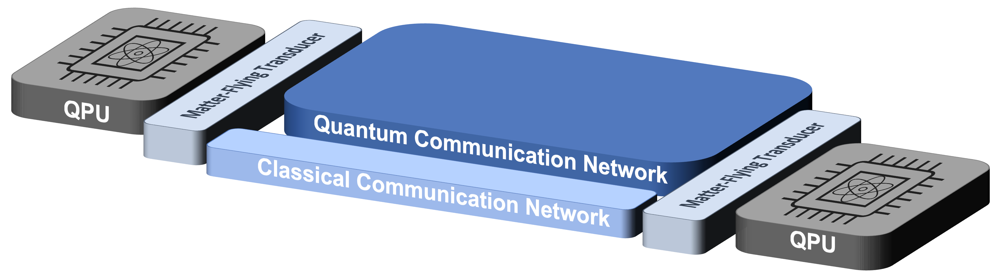 QPU
Matter-Flying Transducer
Quantum Communication Network
Classical Communication Network
Matter-Flying Transducer
QPU